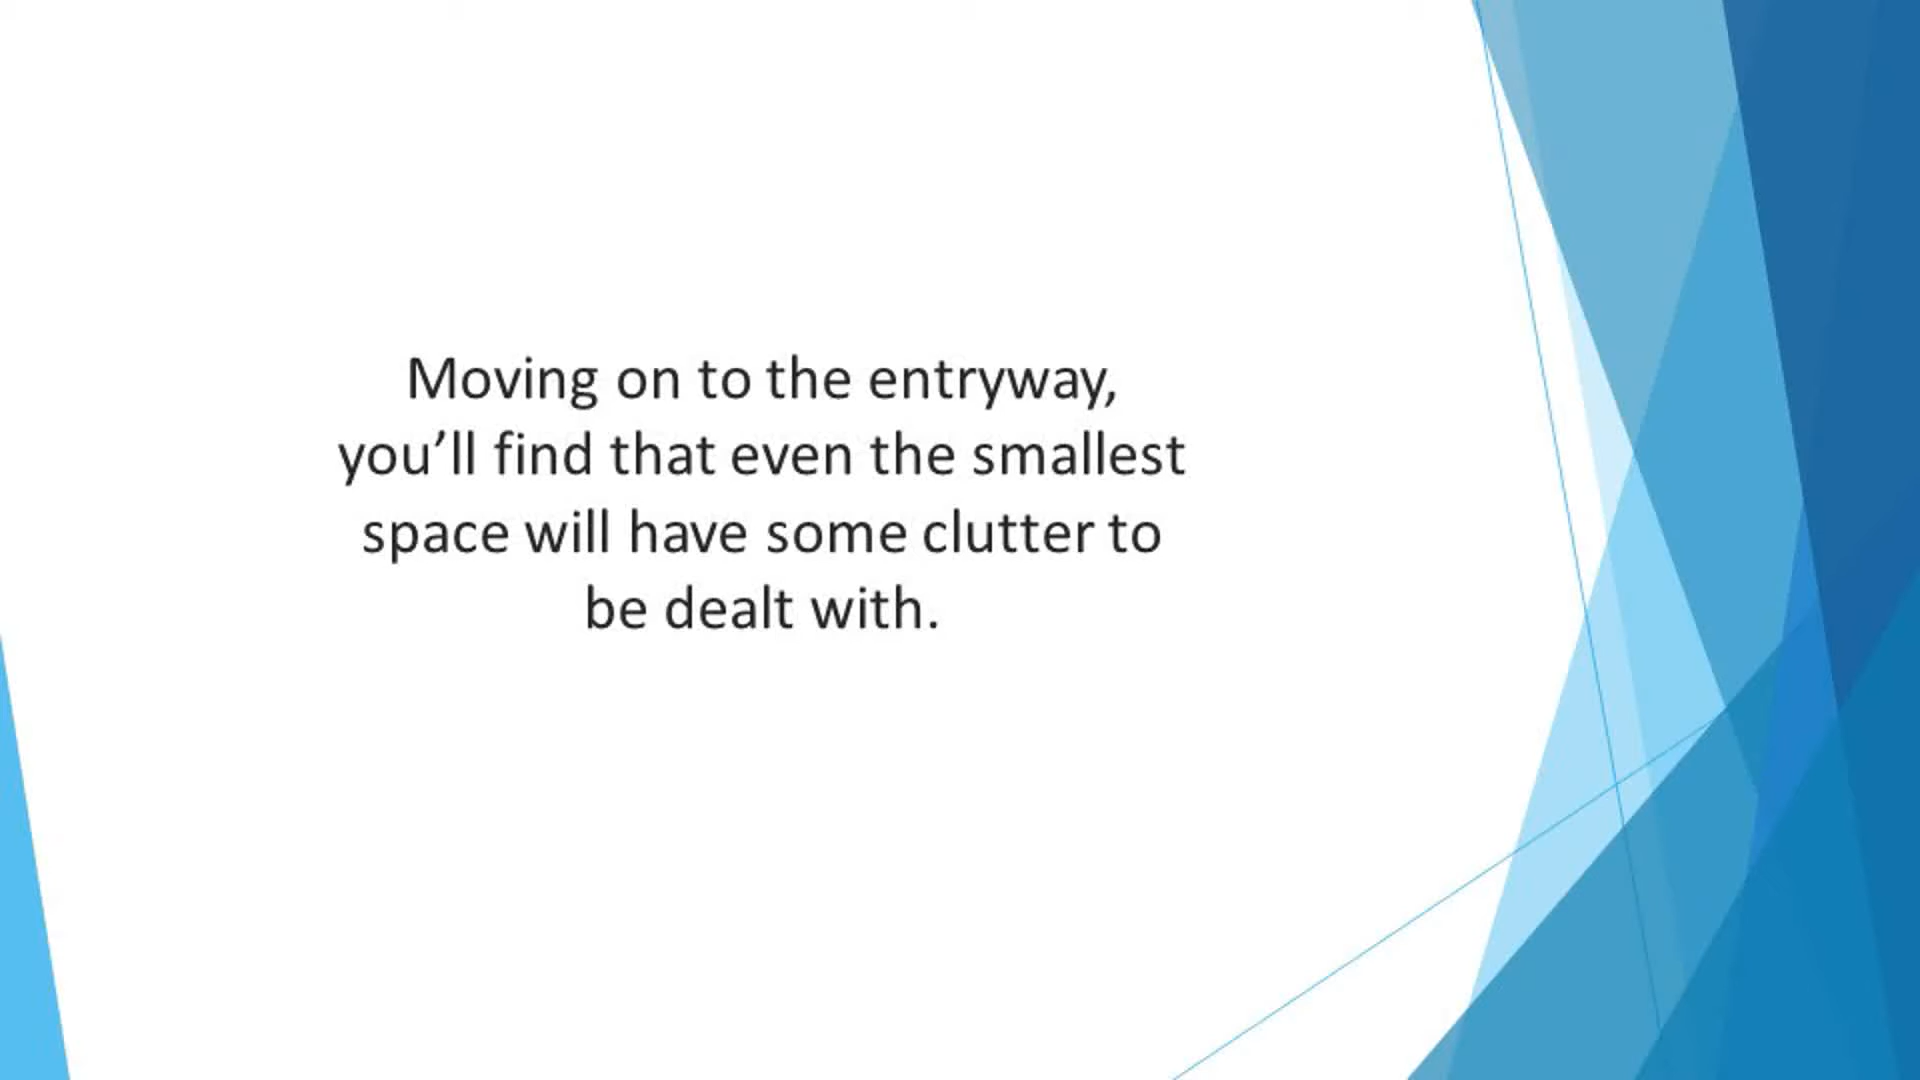 Moving on to the entryway,
you’ll find that even the smallest
space will have some clutter to
be dealt with.